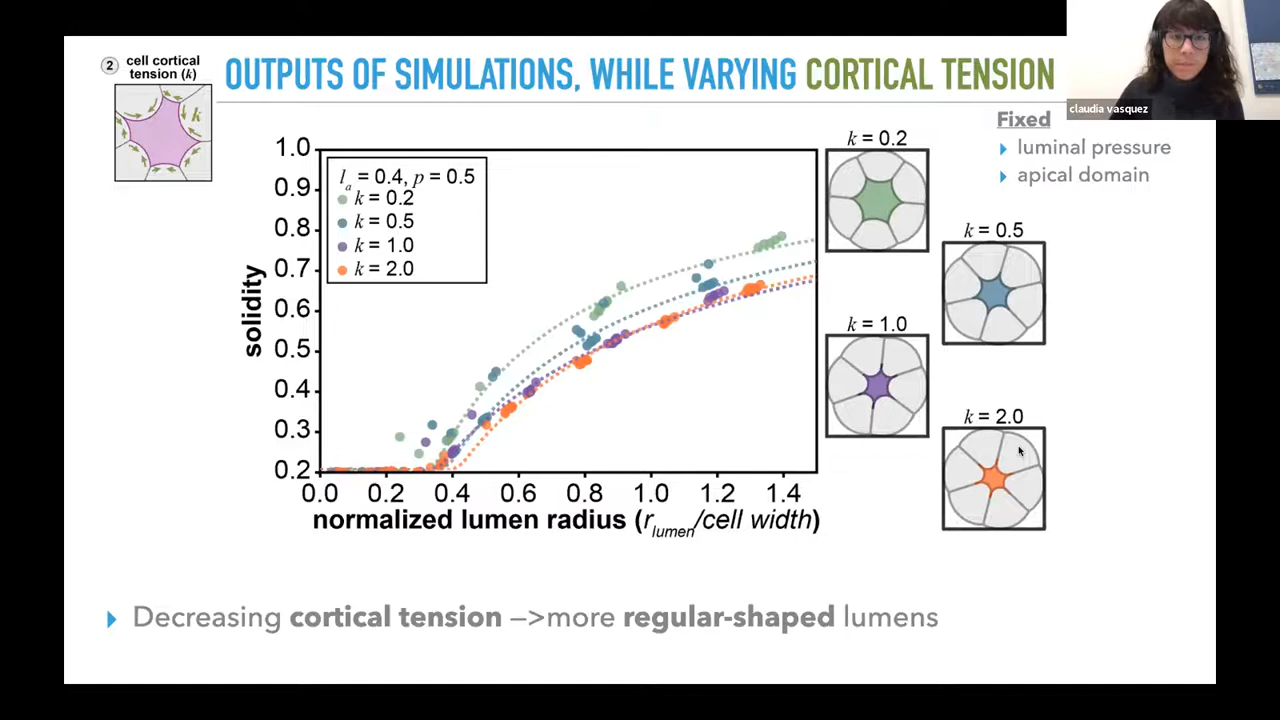 2 cell cortical
tension (k)
k
OUTPUTS OF SIMULATIONS, WHILE VARYING CORTICAL TENSION
claudia vasquez
Fixed
luminal pressure
apical domain
1.0
0.9
0.8
0.7
0.6
0.5
0.4
0.3
0.2
solidity
la = 0.4, p = 0.5
k = 0.2
k = 0.5
k = 1.0
k = 2.0
0.0 0.2 0.4 0.6 0.8 1.0 1.2 1.4
normalized lumen radius (rlumen/cell width)
k = 0.2
k = 0.5
k = 1.0
k = 2.0
Decreasing cortical tension —>more regular-shaped lumens